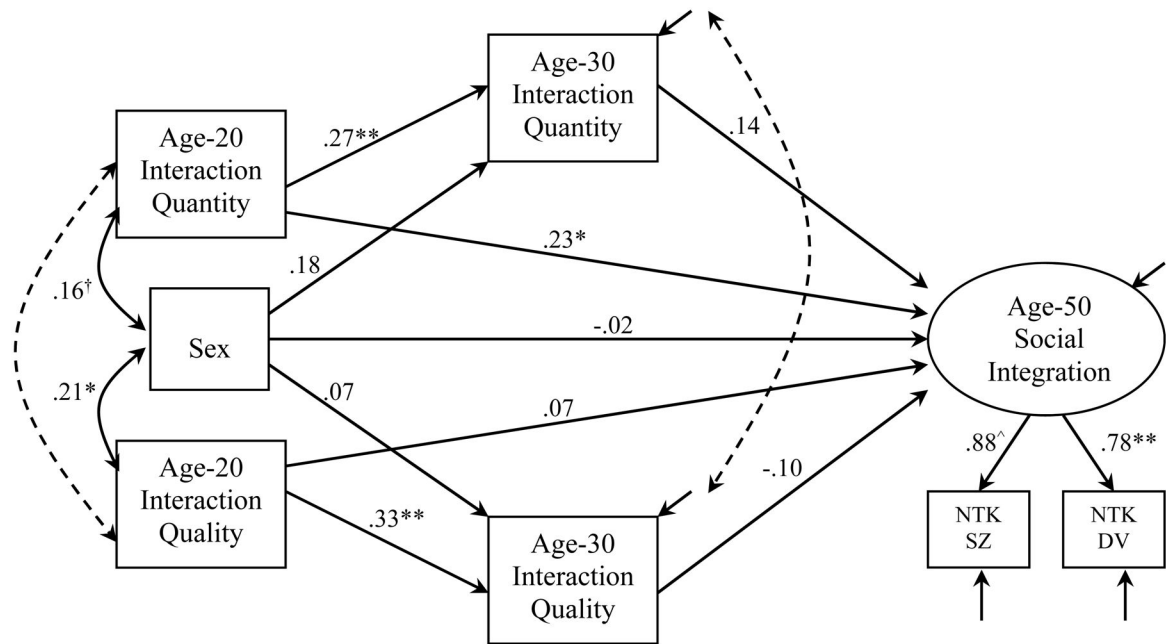 Age-30
Interaction
Quantity
Age-20
Interaction
Quantity
.27**
.14
.23*
.18
.16†
Sex
-.02
Age-50
Social
Integration
.21*
.07
.07
Age-20
Interaction
Quality
-.10
.33**
.88^
.78**
Age-30
Interaction
Quality
NTK
SZ
NTK
DV